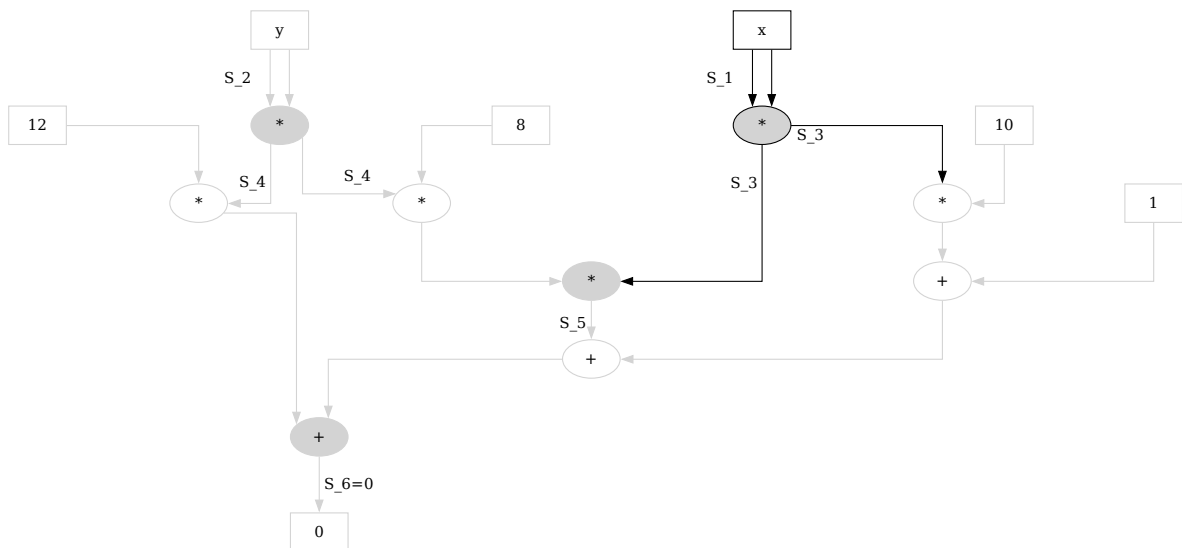 y x
S_2 S_1
12 * 8 * 10
S_3
S_4 S_4 S_3
* * * 1
* +
S_5
+
+
S_6=0
0